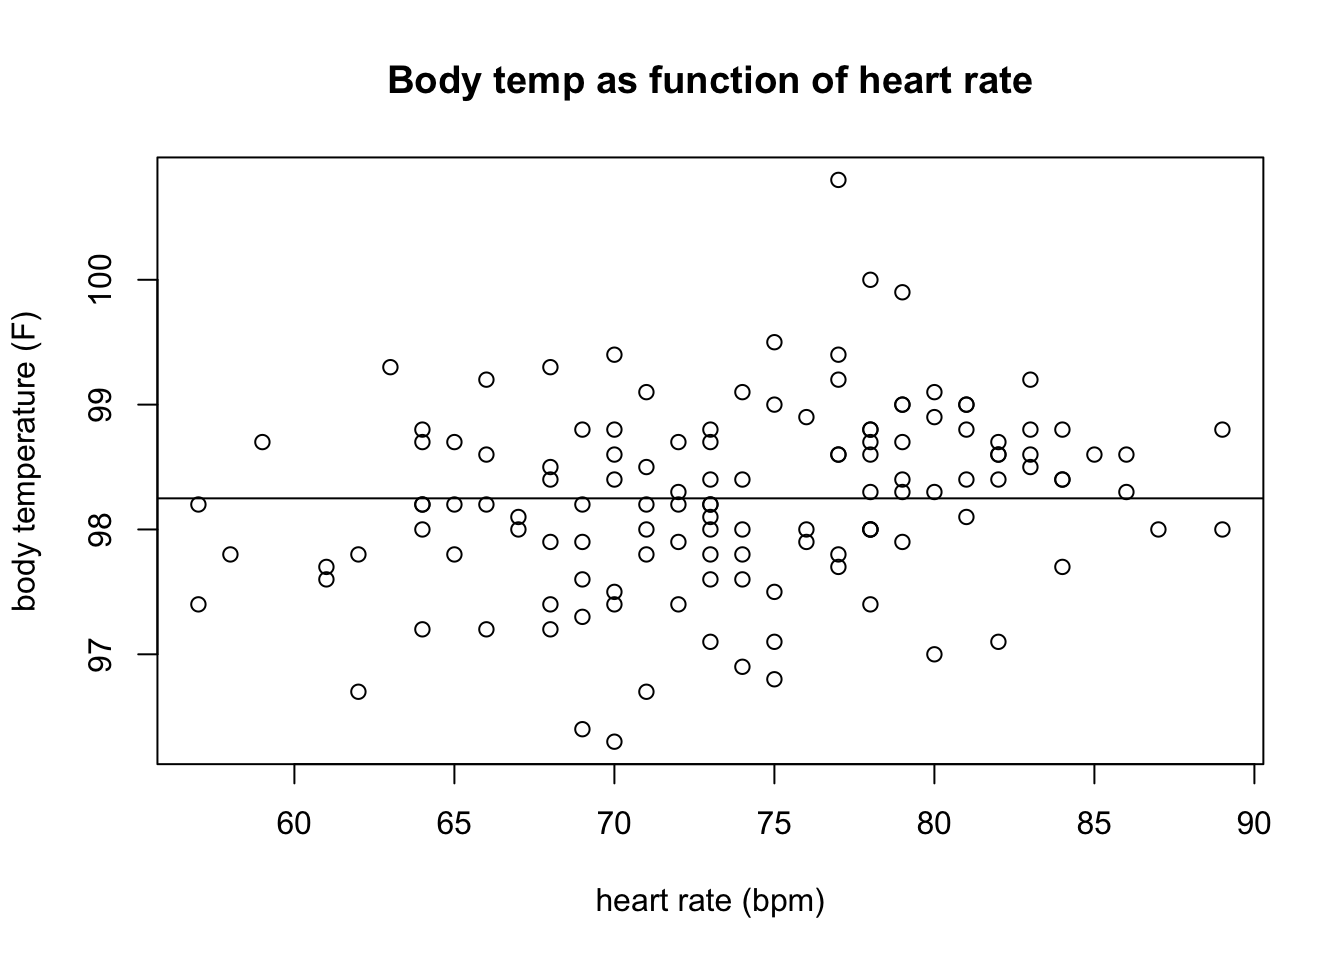 Body temp as function of heart rate
body temperature (F)
100
99
98
97
60 65 70 75 80 85 90
heart rate (bpm)